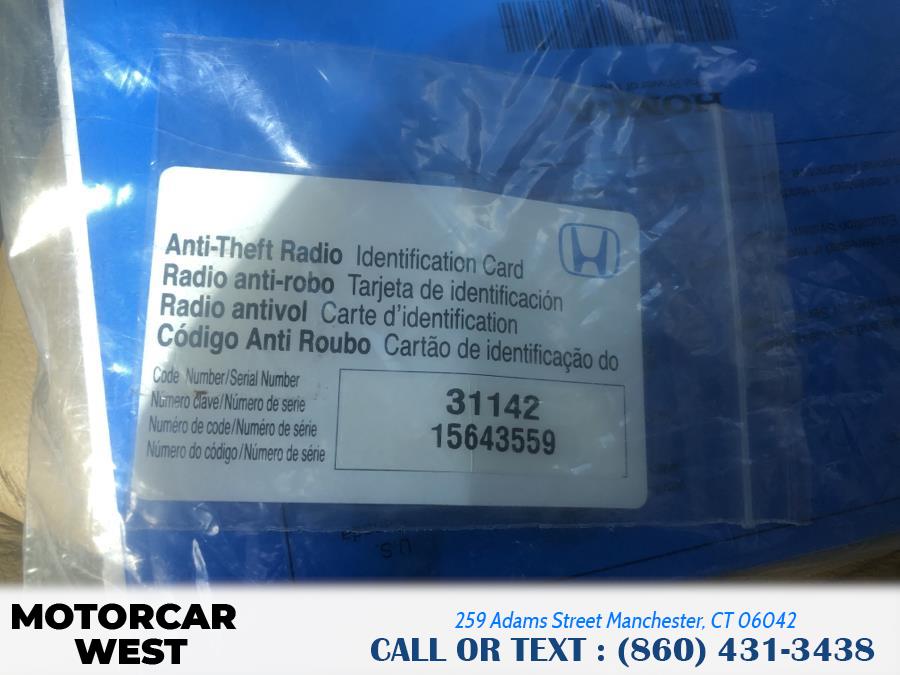 Anti-Theft Radio Identification Card
Radio anti-robo Tarjeta de identificación
Radio antivol Carte d'identification
Código Anti Roubo Cartão de identificação do
Code Number/Serial Number
Número clave/Número de serie
Numéro de code/Numéro de série
Número do código/Número de série
31142
15643559
U.S.
MOTORCAR
WEST
259 Adams Street Manchester, CT 06042
CALL OR TEXT : (860) 431-3438